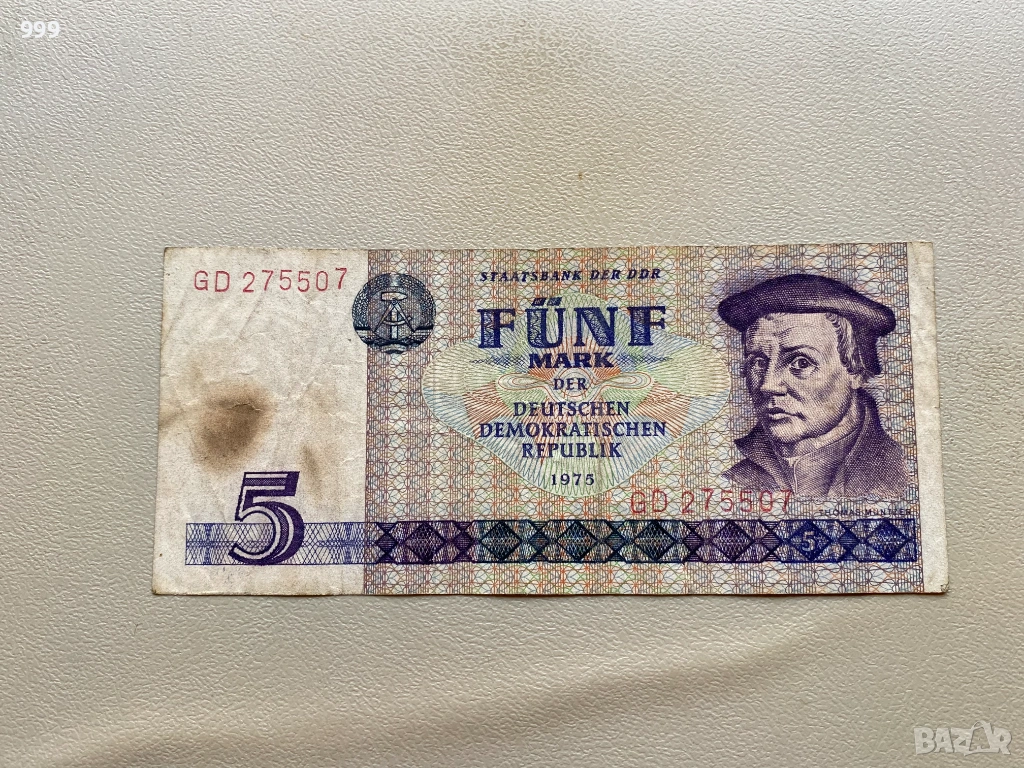 999
GD 275507
STAATSBANK DER DDR
FÜNF
MARK
DER
DEUTSCHEN
DEMOKRATISCHEN
REPUBLIK
1975
GD 275507
THOMAS MÜNTZER
5
5
BAZAR